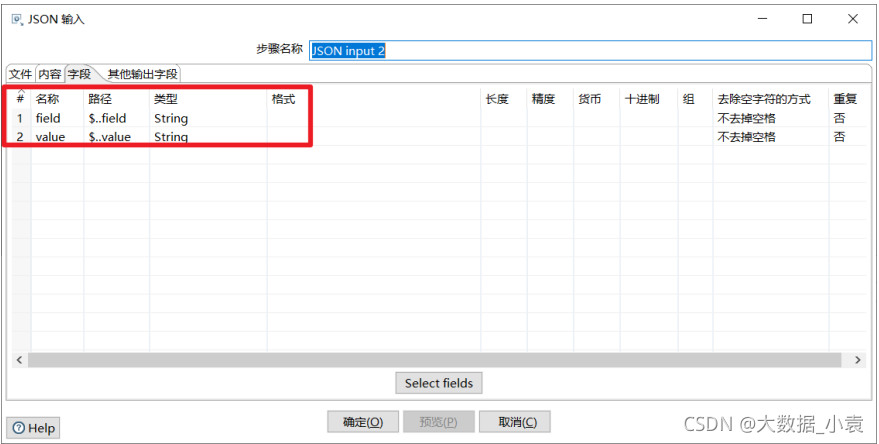 JSON 输入
步骤名称 JSON input 2
文件 内容 字段 其他输出字段
# 名称 路径 类型 格式 长度 精度 货币 十进制 组 去除空字符的方式 重复
1 field $..field String 不去掉空格 否
2 value $..value String 不去掉空格 否
Select fields
Help 确定(O) 预览(P) 取消(C)
CSDN @大数据_小袁